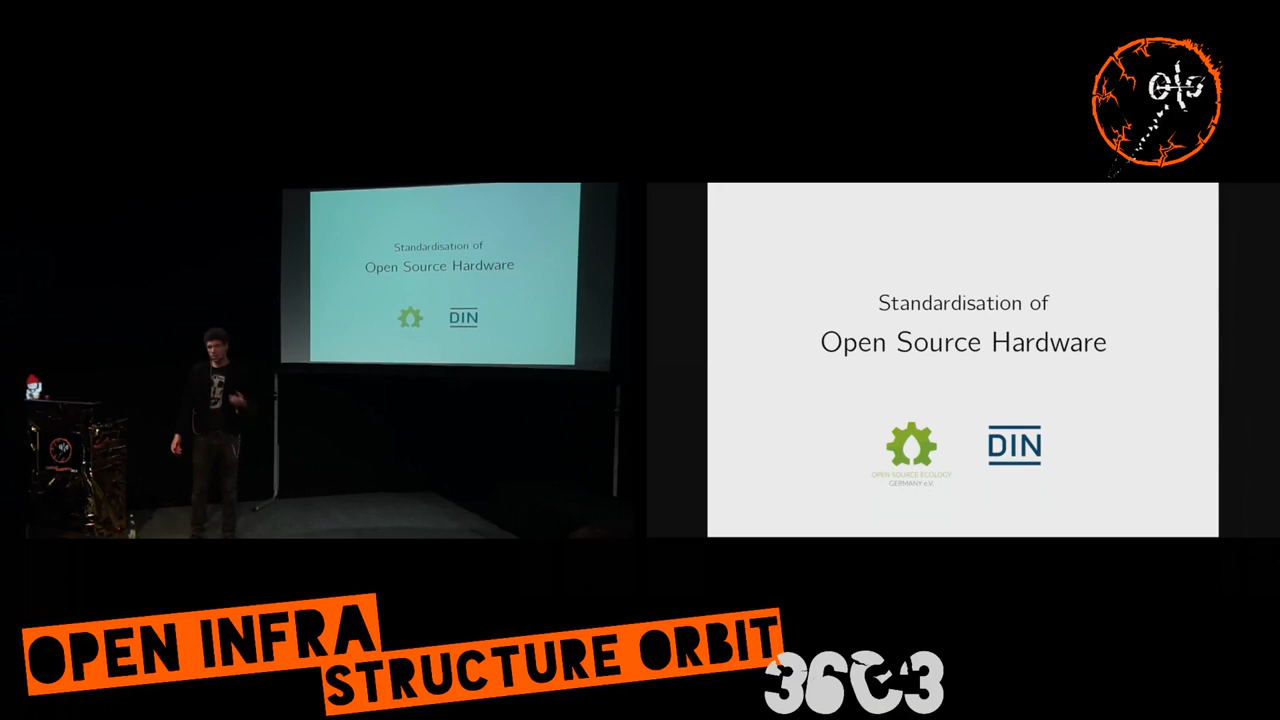 OIO
Standardisation of
Open Source Hardware
DIN
Standardisation of
Open Source Hardware
OPEN SOURCE ECOLOGY
GERMANY e.V.
DIN
OPEN INFRA
STRUCTURE ORBIT
36C3